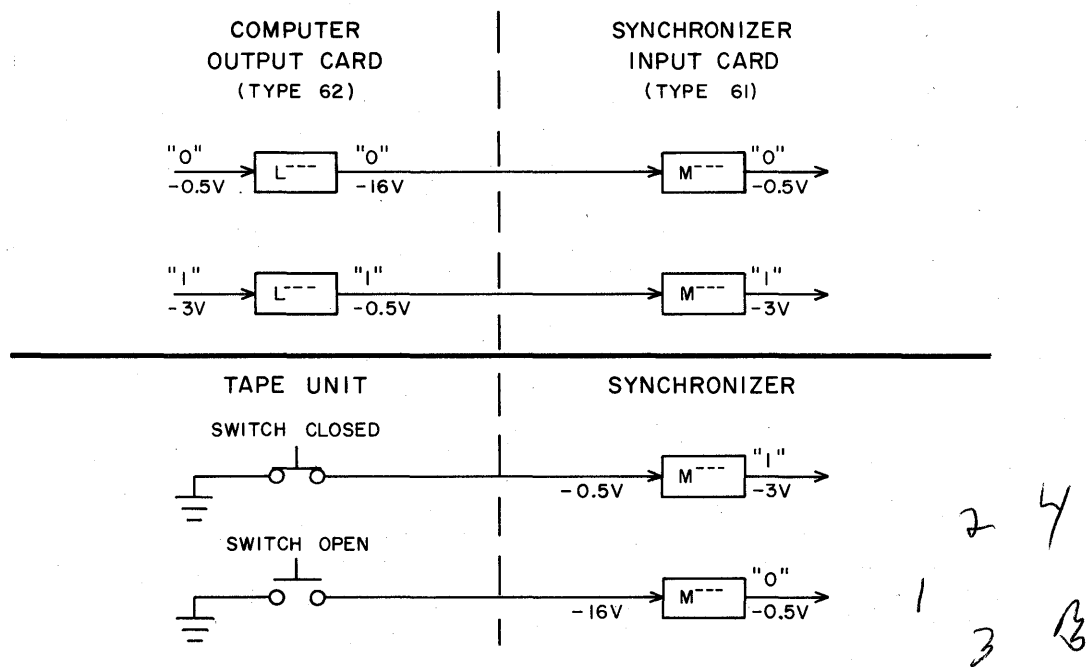 COMPUTER
OUTPUT CARD
(TYPE 62)
SYNCHRONIZER
INPUT CARD
(TYPE 61)
"0" "0" "0"
-0.5V L--- -16V M--- -0.5V
"1" "1" "1"
-3V L--- -0.5V M--- -3V
TAPE UNIT SYNCHRONIZER
SWITCH CLOSED
"1"
-0.5V M--- -3V
SWITCH OPEN
"0"
-16V M--- -0.5V
2 4
1
3